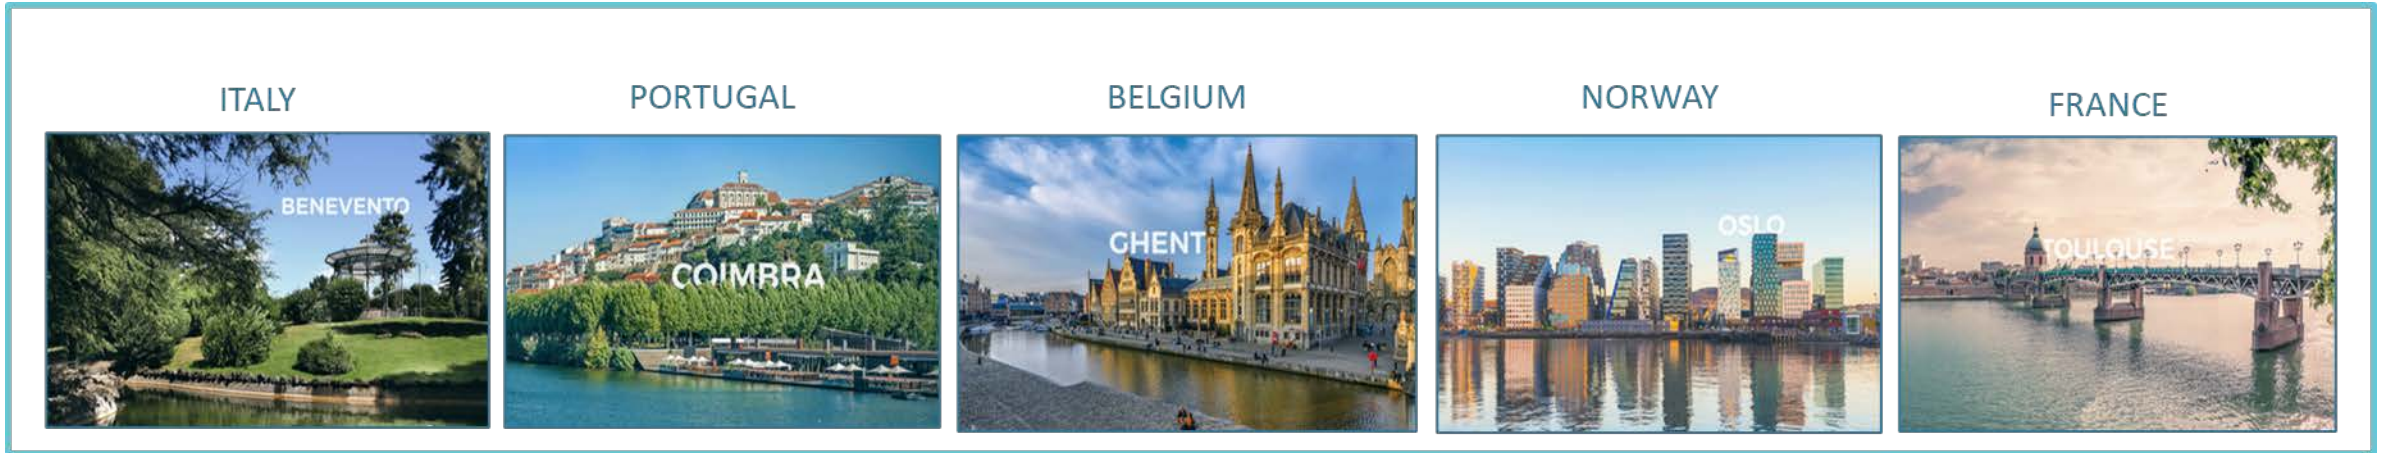 ITALY
PORTUGAL
BELGIUM
NORWAY
FRANCE
BENEVENTO
COIMBRA
GHENT
OSLO
TOULOUSE